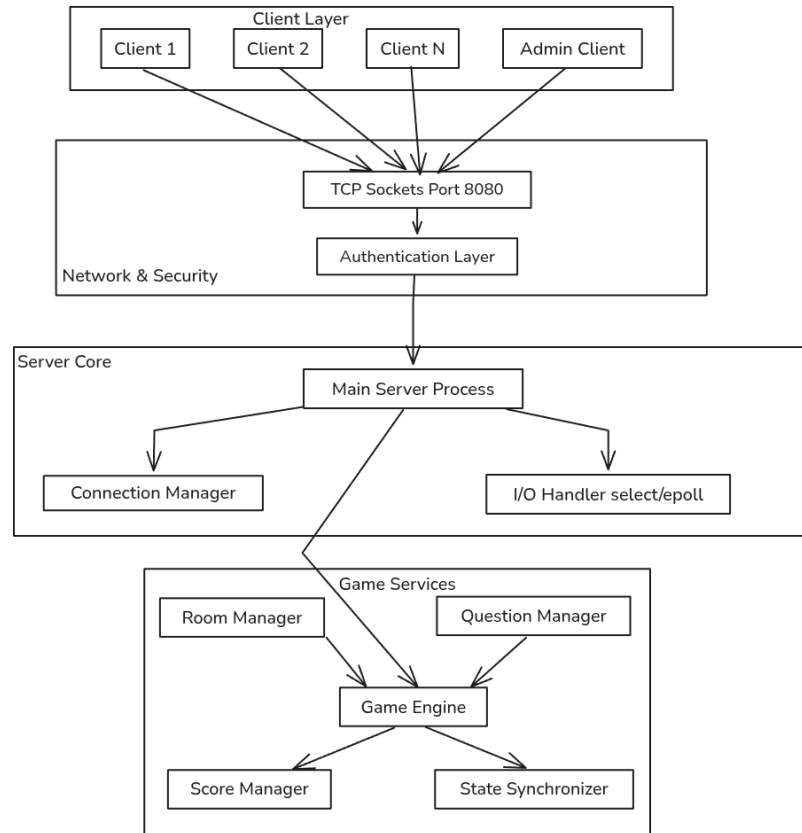 Client Layer
Client 1
Client 2
Client N
Admin Client
TCP Sockets Port 8080
Authentication Layer
Network & Security
Server Core
Main Server Process
Connection Manager
I/O Handler select/epoll
Game Services
Room Manager
Question Manager
Game Engine
Score Manager
State Synchronizer